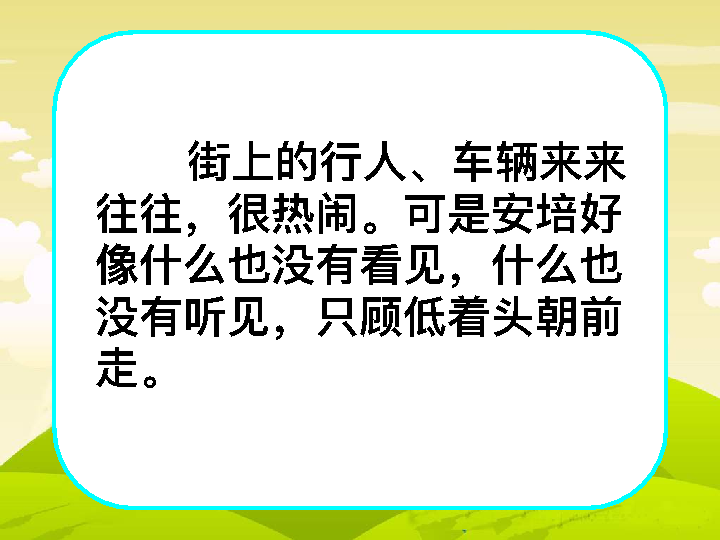 街上的行人、车辆来来
往往，很热闹。可是安培好
像什么也没有看见，什么也
没有听见，只顾低着头朝前
走。